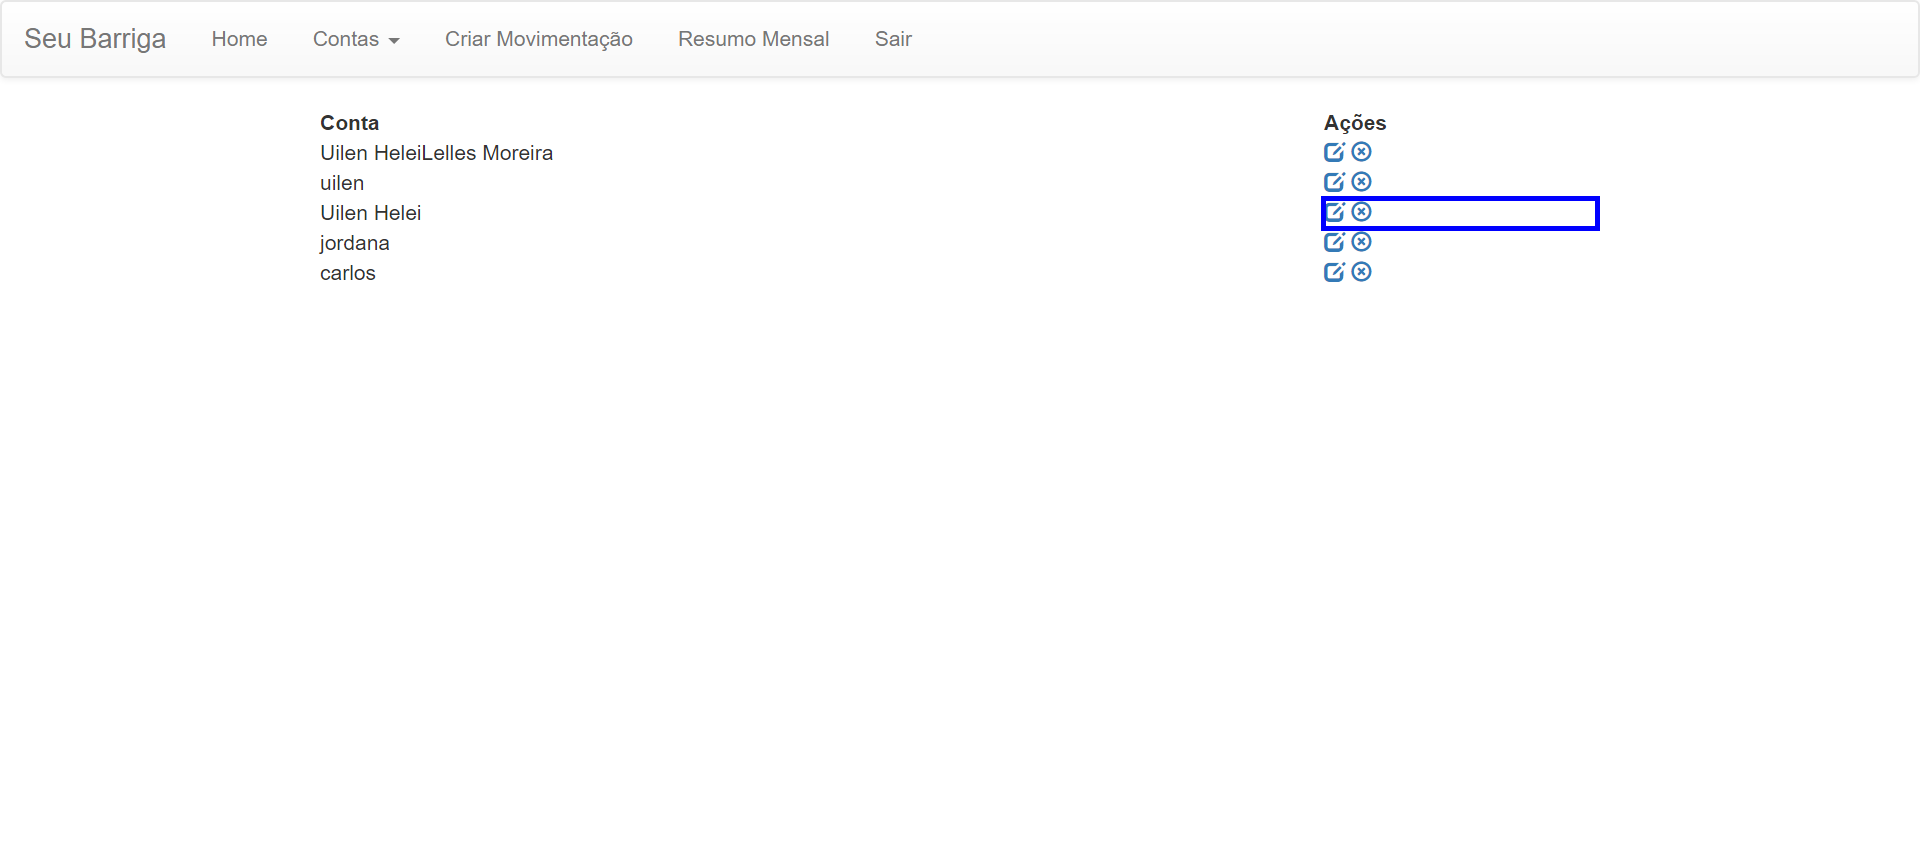 Seu Barriga Home Contas Criar Movimentação Resumo Mensal Sair
Conta Ações
Uilen HeleiLelles Moreira
uilen
Uilen Helei
jordana
carlos